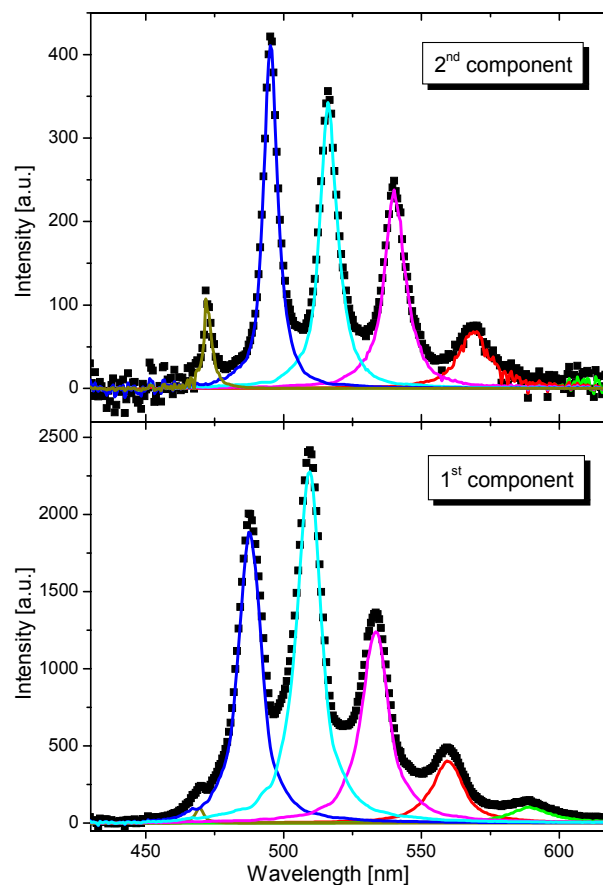 400
300
200
100
0
Intensity [a.u.]
2nd component
2500
2000
1500
1000
500
0
Intensity [a.u.]
1st component
450 500 550 600
Wavelength [nm]